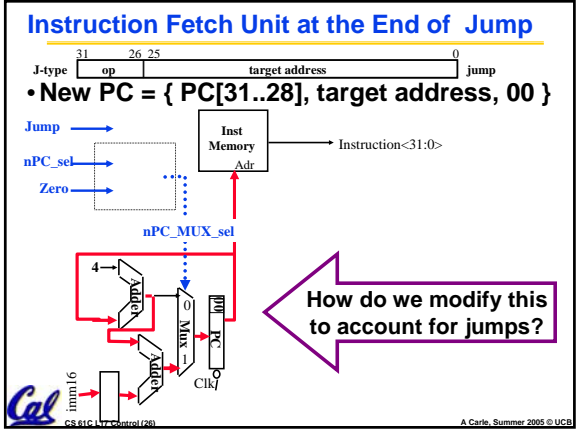 Instruction Fetch Unit at the End of Jump
31 26 25 0
J-type op target address jump
•New PC = { PC[31..28], target address, 00 }
Jump
nPC_sel
Zero
Inst
Memory
Adr
Instruction<31:0>
nPC_MUX_sel
4
Adder
0
Mux
1
00
PC
Adder
Clk
imm16
How do we modify this
to account for jumps?
Cal
CS 61C L17 Control (26)
A Carle, Summer 2005 © UCB